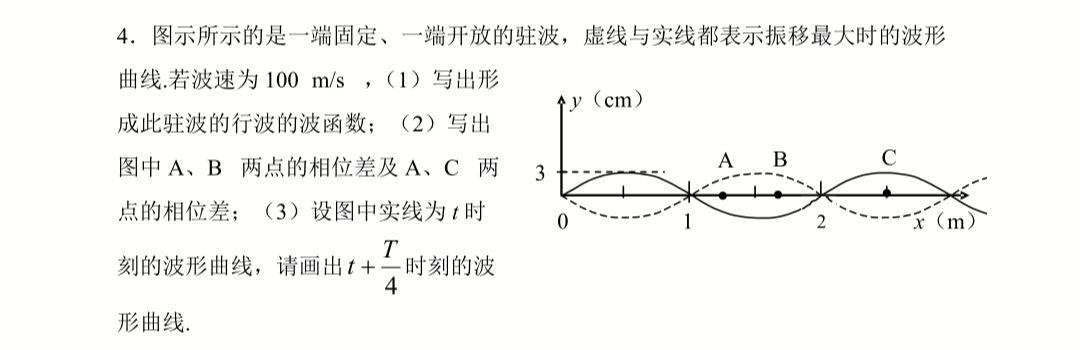 4．图示所示的是一端固定、一端开放的驻波，虚线与实线都表示振移最大时的波形
曲线.若波速为 100 m/s ，（1）写出形
成此驻波的行波的波函数；（2）写出
图中 A、B 两点的相位差及 A、C 两
点的相位差；（3）设图中实线为 t 时
刻的波形曲线，请画出 t + T/4 时刻的波
形曲线.
y（cm）
A B C
3
0 1 2 x（m）